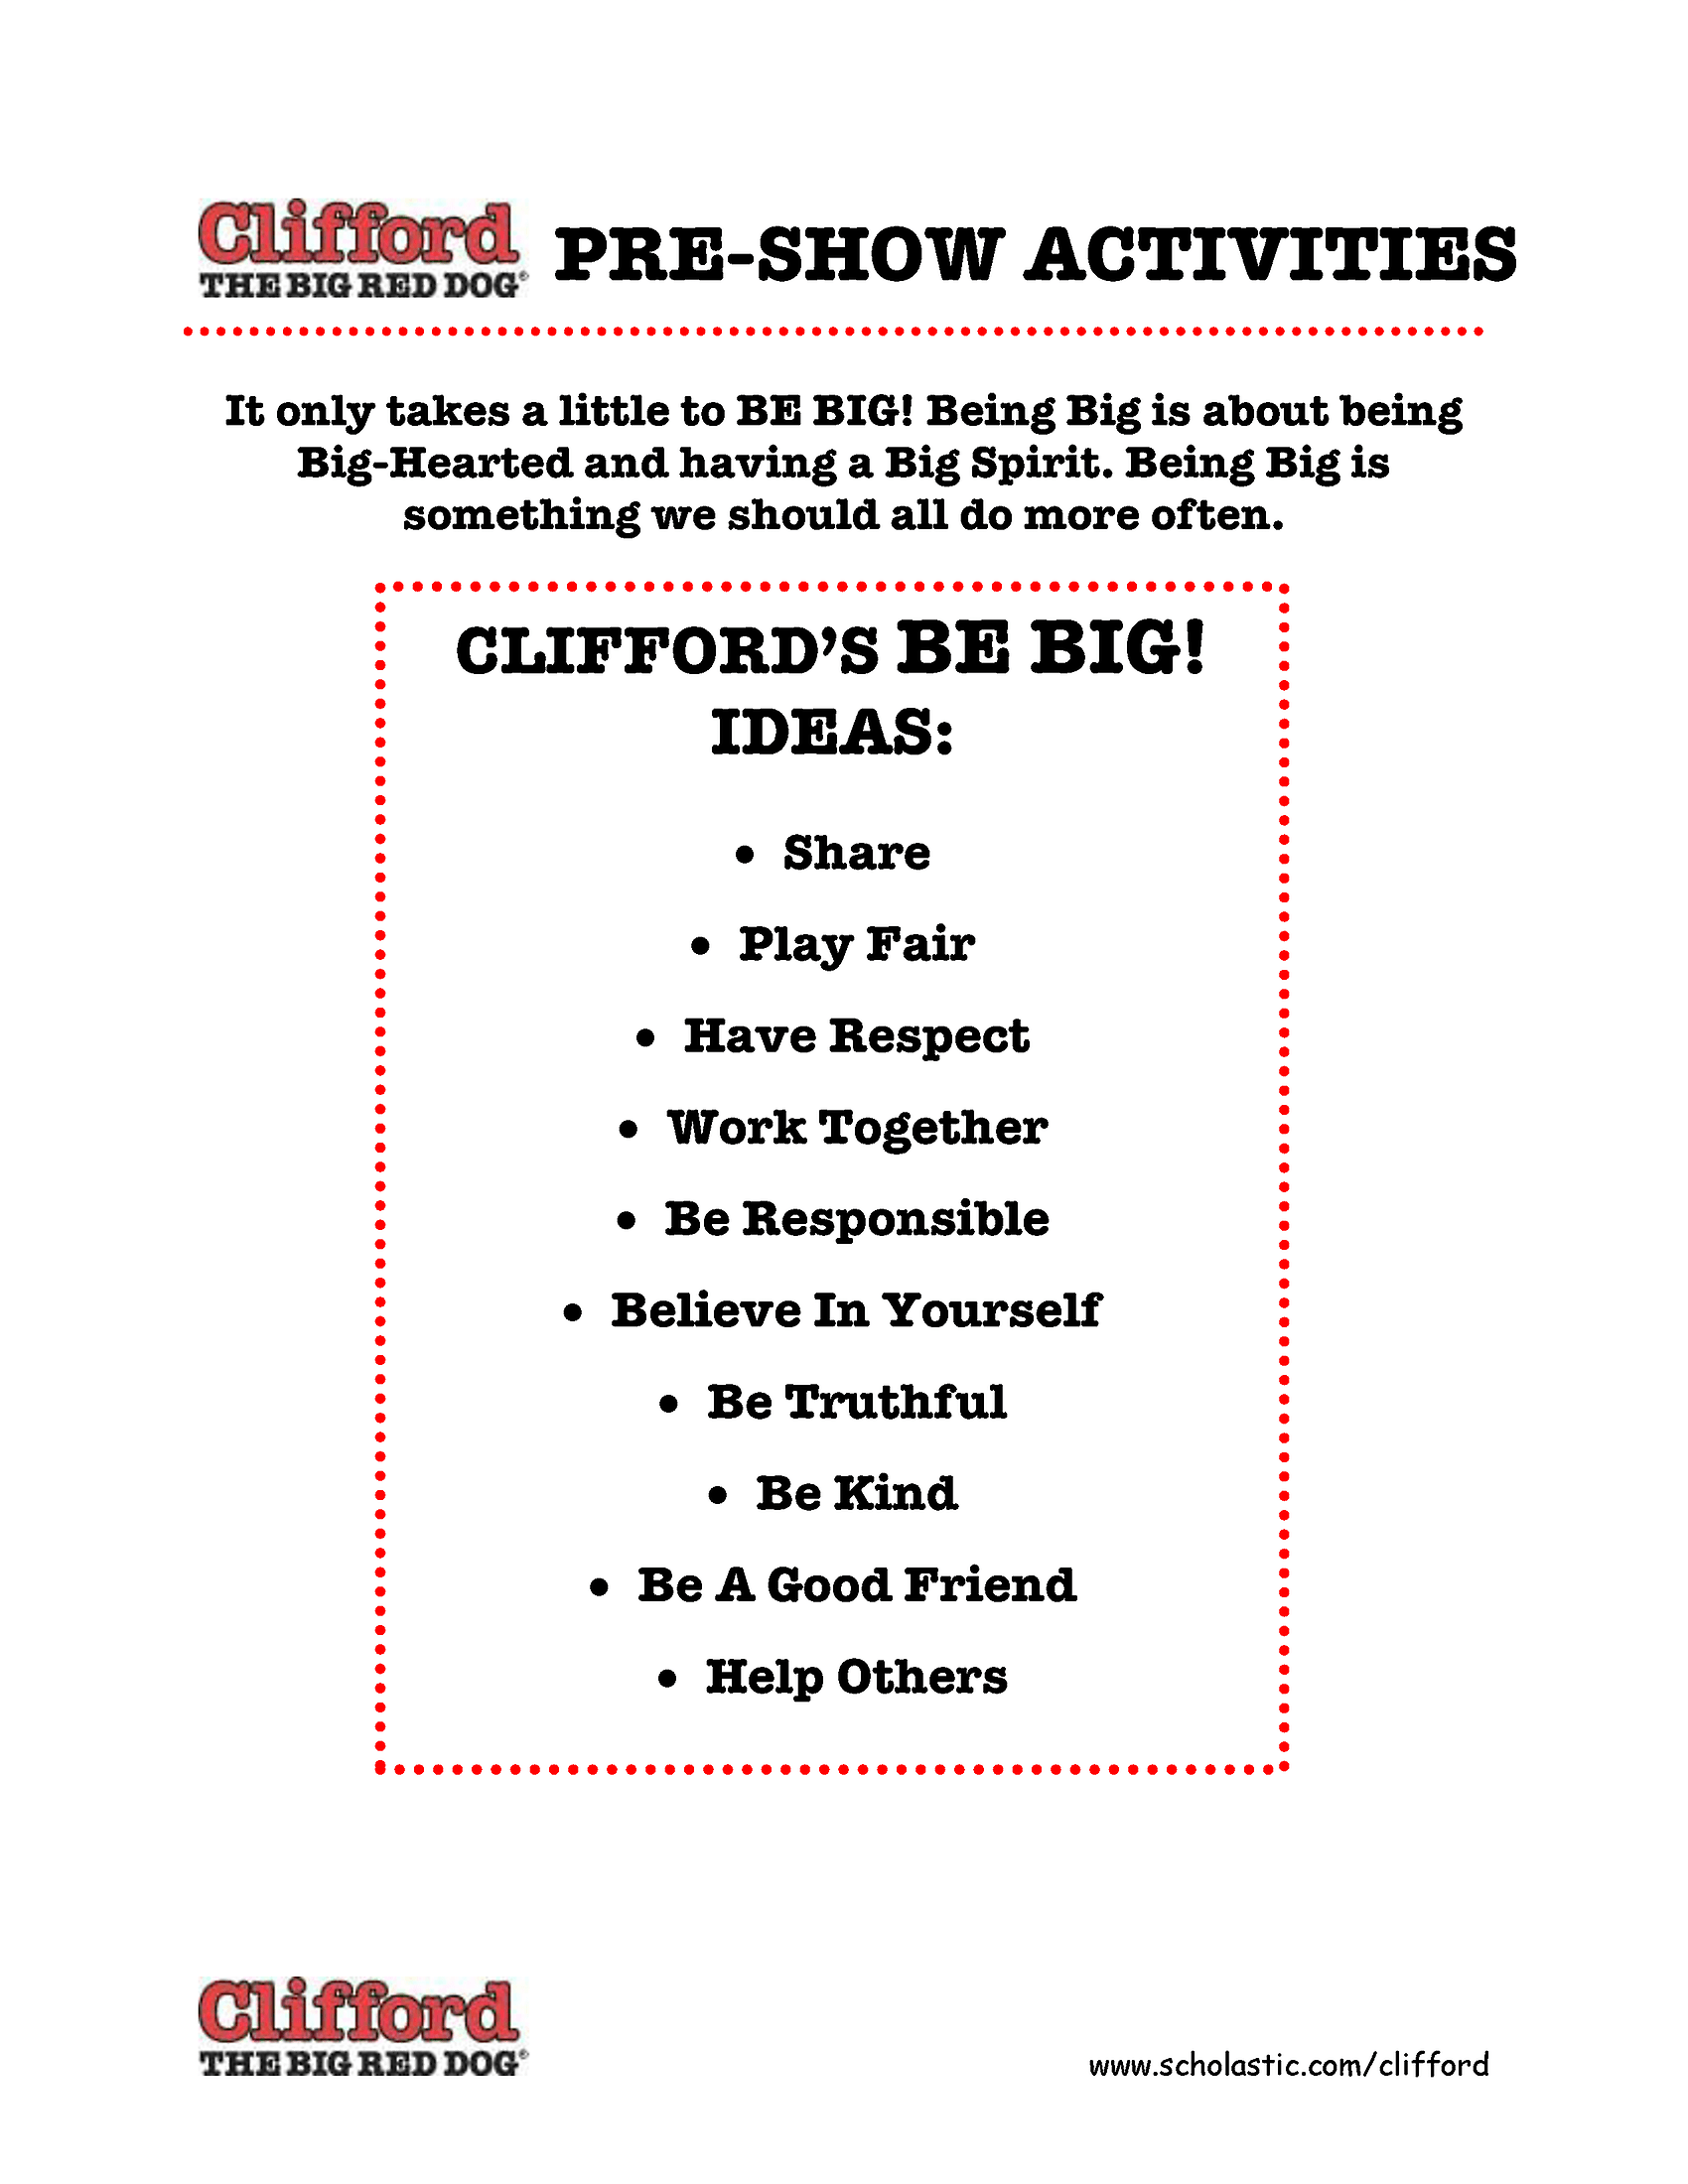 Clifford PRE-SHOW ACTIVITIES
THE BIG RED DOG®
It only takes a little to BE BIG! Being Big is about being
Big-Hearted and having a Big Spirit. Being Big is
something we should all do more often.
CLIFFORD'S BE BIG!
IDEAS:
• Share
• Play Fair
• Have Respect
• Work Together
• Be Responsible
• Believe In Yourself
• Be Truthful
• Be Kind
• Be A Good Friend
• Help Others
Clifford
THE BIG RED DOG®
www.scholastic.com/clifford